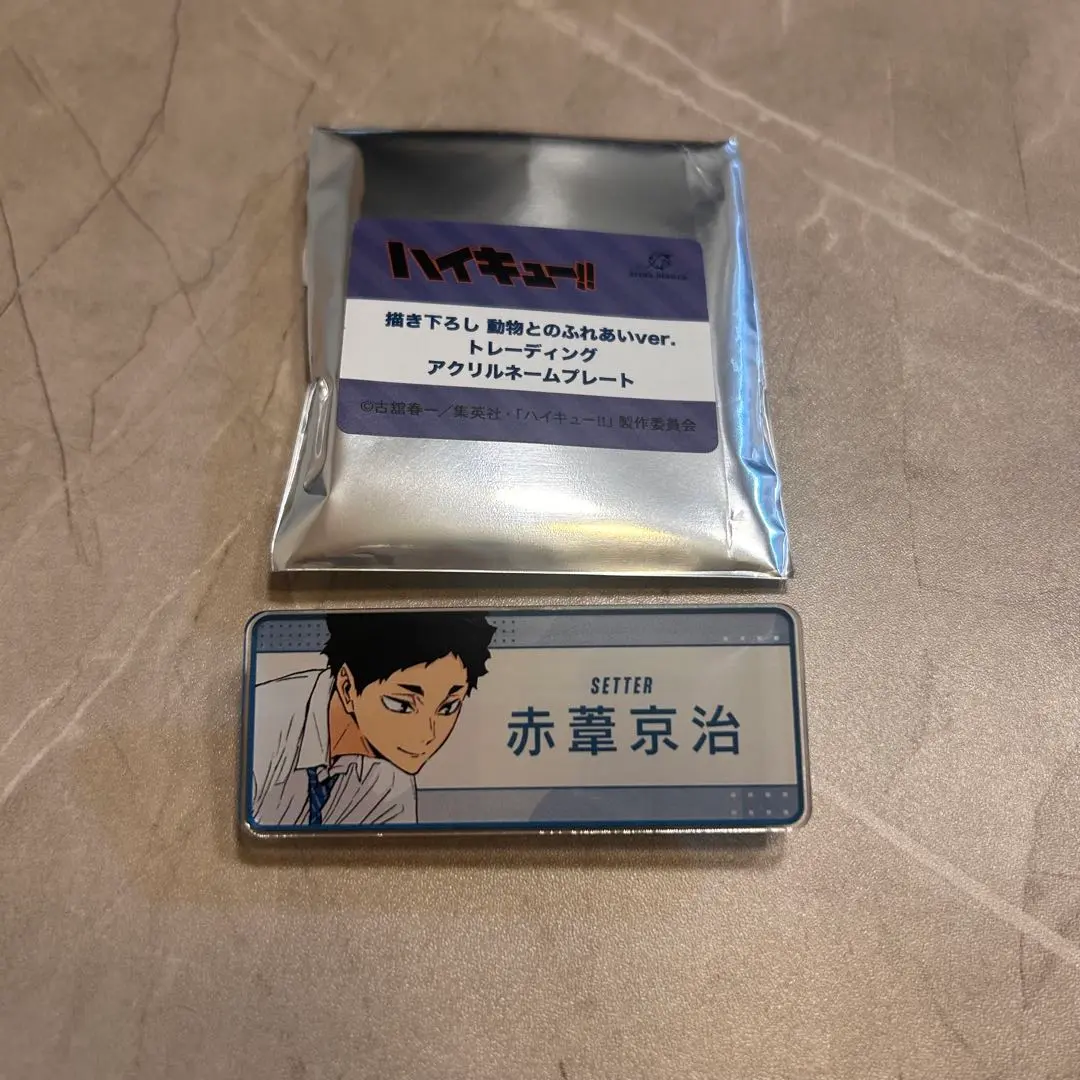 ハイキュー!!
描き下ろし 動物とのふれあいver.
トレーディング
アクリルネームプレート
©古舘春一／集英社・「ハイキュー!!」製作委員会
SETTER
赤葦京治